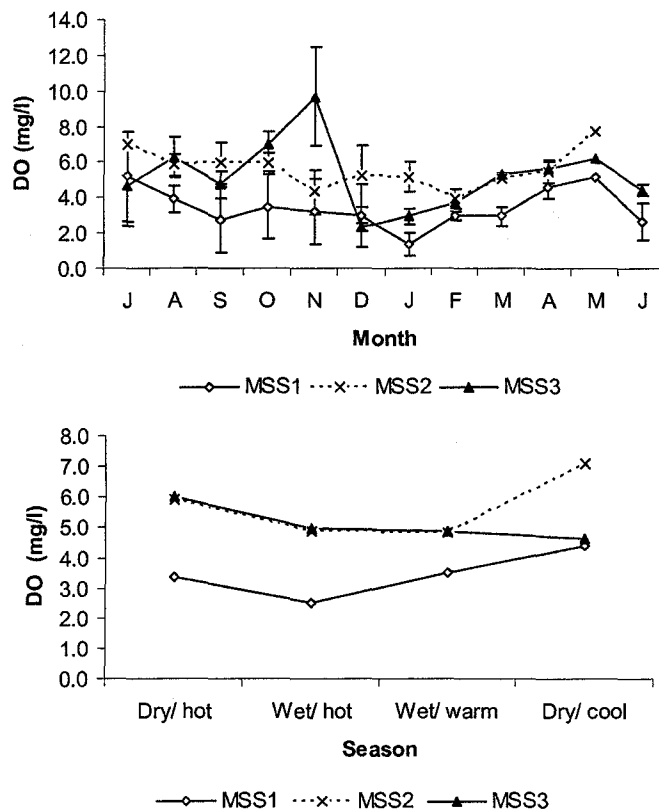 14.0
12.0
10.0
8.0
6.0
4.0
2.0
0.0
DO (mg/l)
J A S O N D J F M A M J
Month
MSS1 MSS2 MSS3
8.0
7.0
6.0
5.0
4.0
3.0
2.0
1.0
0.0
DO (mg/l)
Dry/ hot Wet/ hot Wet/ warm Dry/ cool
Season
MSS1 MSS2 MSS3